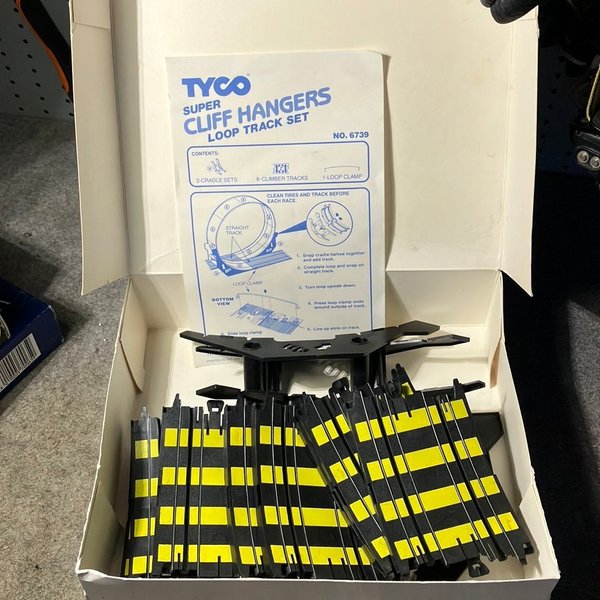 TYCO
SUPER
CLIFF HANGERS
LOOP TRACK SET
NO. 6739
CONTENTS:
2-CRADLE SETS
6-CLIMBER TRACKS
1-LOOP CLAMP
CLEAN TIRES AND TRACK BEFORE
EACH RACE.
STRAIGHT
TRACK
LOOP CLAMP
BOTTOM
VIEW
1. Snap cradle halves together
and add track.
2. Complete loop and snap on
straight track.
3. Turn loop upside down.
4. Press loop clamp ends
around outside of track.
5. Line up slots on track.
6. Slide loop clamp
PRINTED IN